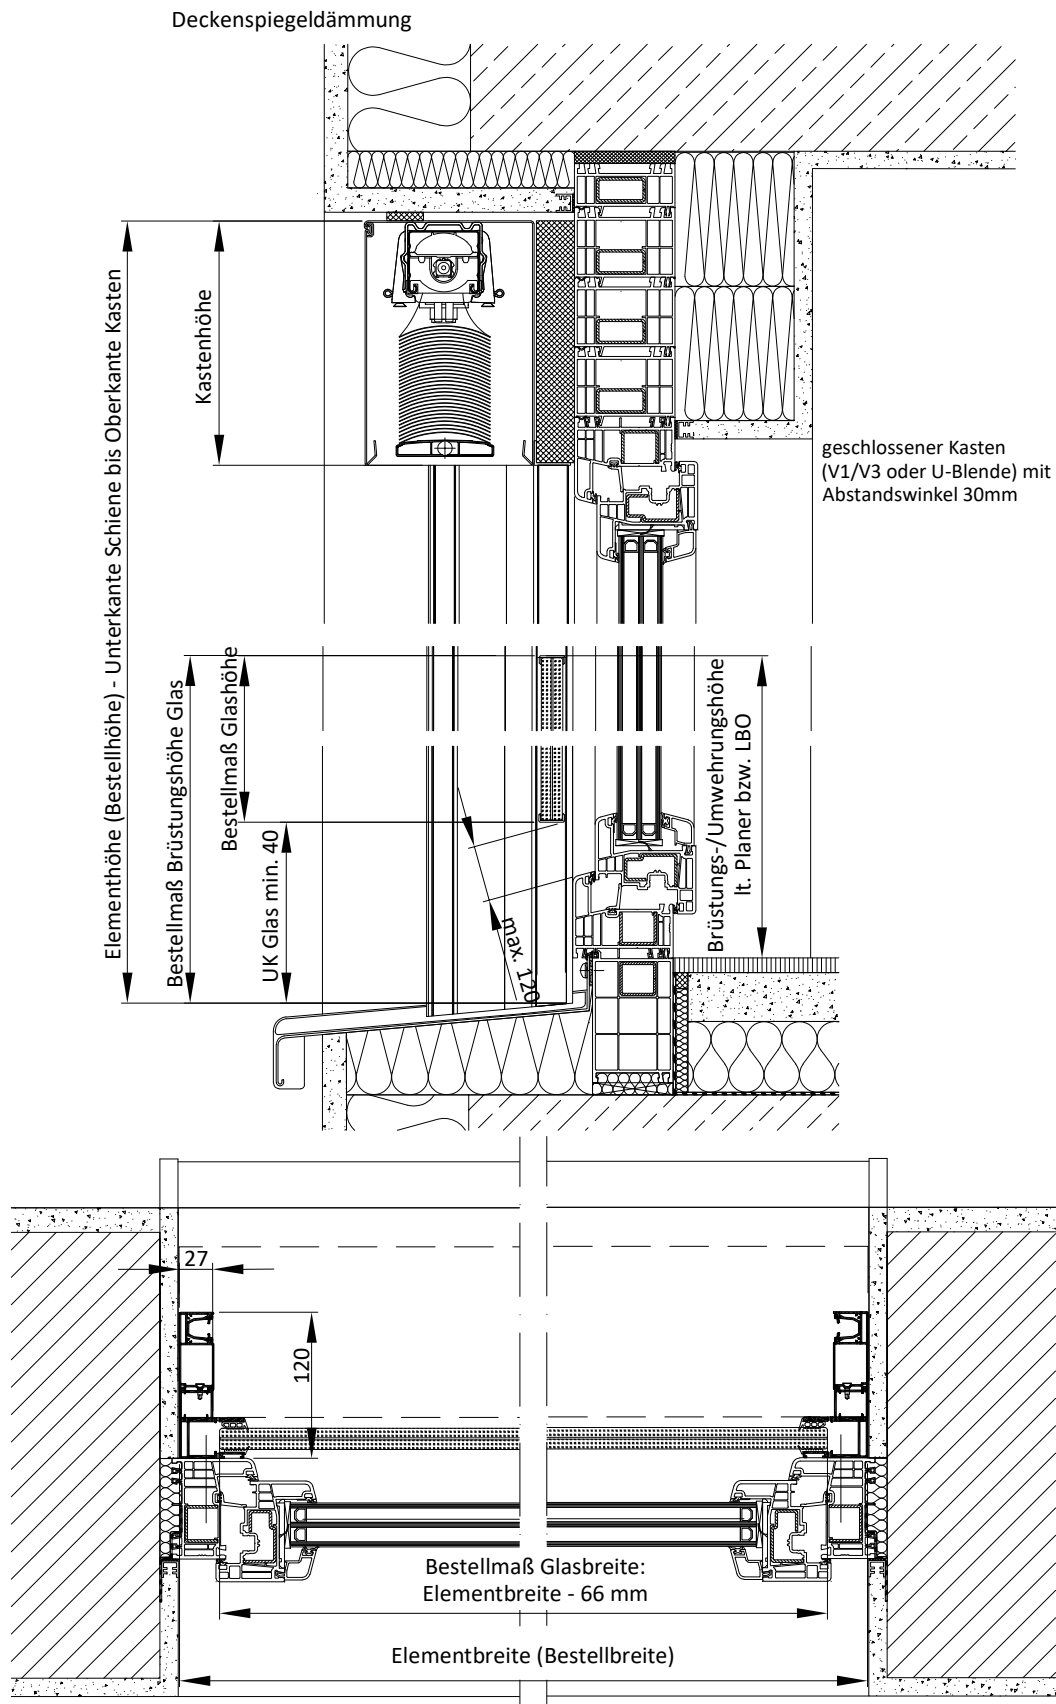 Deckenspiegeldämmung
Elementhöhe (Bestellhöhe) - Unterkante Schiene bis Oberkante Kasten
Kastenhöhe
geschlossener Kasten
(V1/V3 oder U-Blende) mit
Abstandswinkel 30mm
Bestellmaß Brüstungshöhe Glas
Bestellmaß Glashöhe
UK Glas min. 40
max. 120
Brüstungs-/Umwehrungshöhe
lt. Planer bzw. LBO
27
120
Bestellmaß Glasbreite:
Elementbreite - 66 mm
Elementbreite (Bestellbreite)